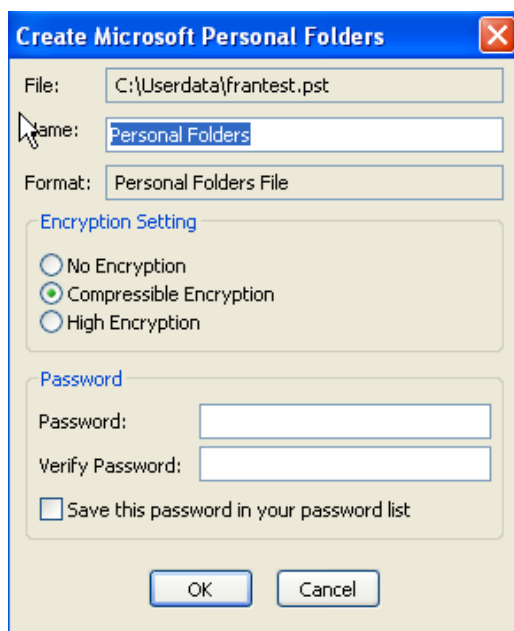 Create Microsoft Personal Folders
File: C:\Userdata\frantest.pst
ame: Personal Folders
Format: Personal Folders File
Encryption Setting
No Encryption
Compressible Encryption
High Encryption
Password
Password:
Verify Password:
Save this password in your password list
OK Cancel